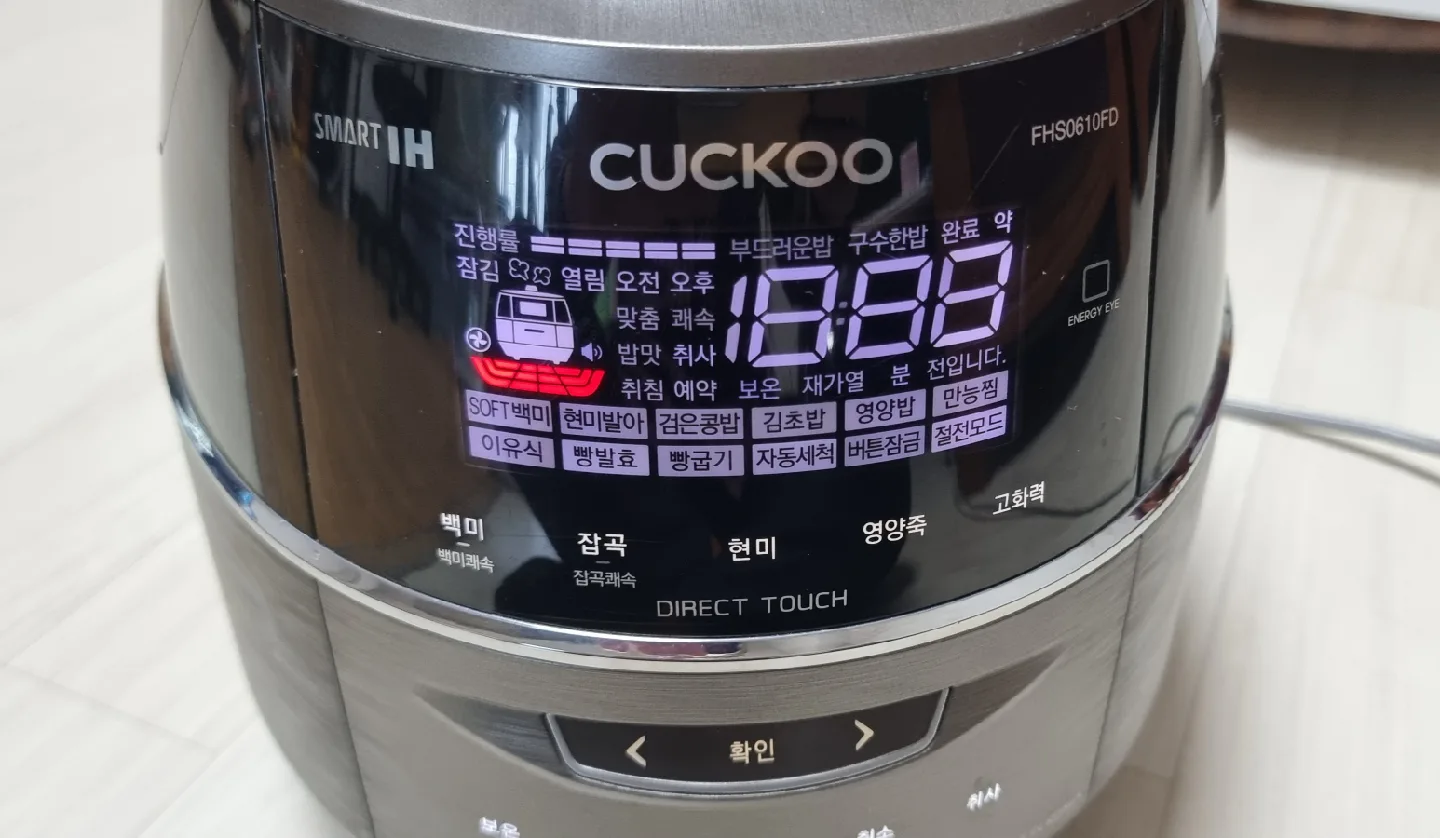 SMART IH
CUCKOO
FHS0610FD
진행률 부드러운밥 구수한밥 완료 약
잠김 열림 오전 오후 18:88
맞춤 쾌속
밥맛 취사
취침 예약 보온 재가열 분 전입니다.
ENERGY EYE
SOFT백미 현미발아 검은콩밥 김초밥 영양밥 만능찜
이유식 빵발효 빵굽기 자동세척 버튼잠금 절전모드
백미 잡곡 현미 영양죽 고화력
백미쾌속 잡곡쾌속
DIRECT TOUCH
< 확인 >
보온 취소 취사